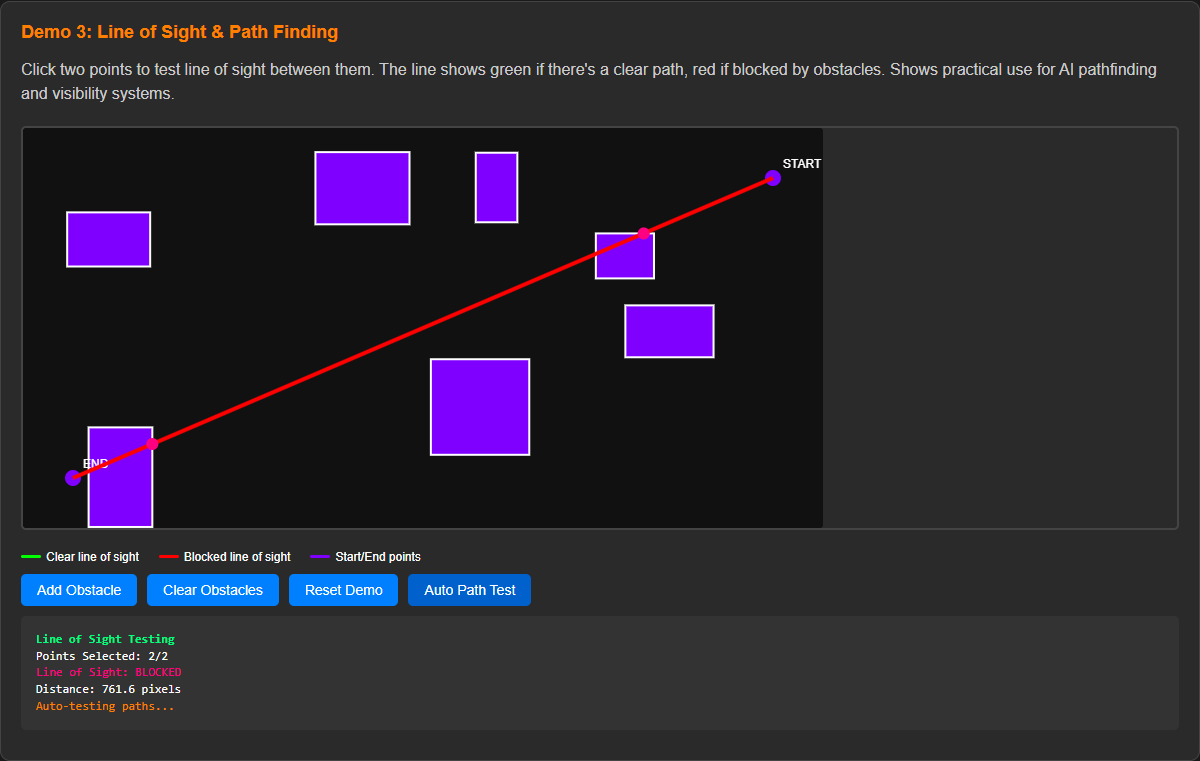 Demo 3: Line of Sight & Path Finding
Click two points to test line of sight between them. The line shows green if there's a clear path, red if blocked by obstacles. Shows practical use for AI pathfinding
and visibility systems.
START
END
Clear line of sight
Blocked line of sight
Start/End points
Add Obstacle
Clear Obstacles
Reset Demo
Auto Path Test
Line of Sight Testing
Points Selected: 2/2
Line of Sight: BLOCKED
Distance: 761.6 pixels
Auto-testing paths...